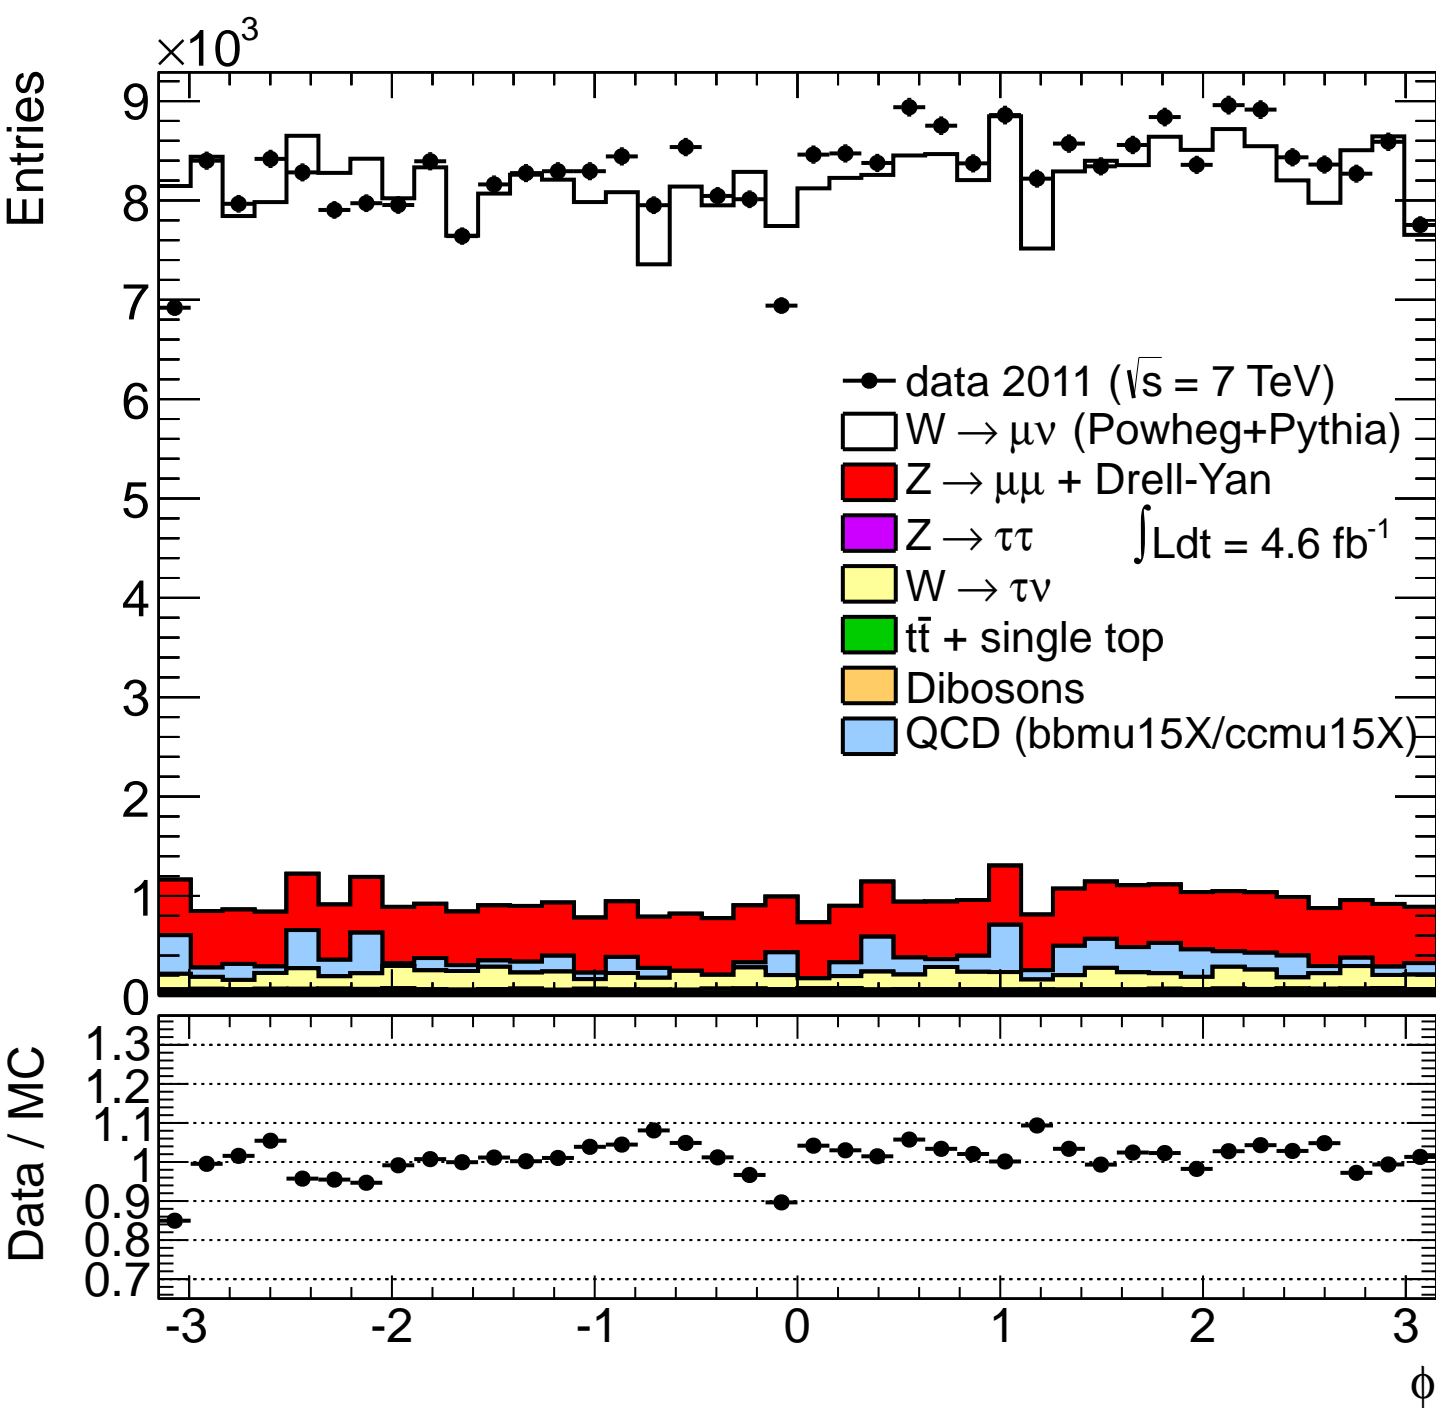 ×10³
Entries
9
8
7
6
5
4
3
2
1
0
data 2011 (√s = 7 TeV)
W → μν (Powheg+Pythia)
Z → μμ + Drell-Yan
Z → ττ
∫Ldt = 4.6 fb⁻¹
W → τν
tt̄ + single top
Dibosons
QCD (bbmu15X/ccmu15X)
Data / MC
1.3
1.2
1.1
1
0.9
0.8
0.7
-3 -2 -1 0 1 2 3
ϕ